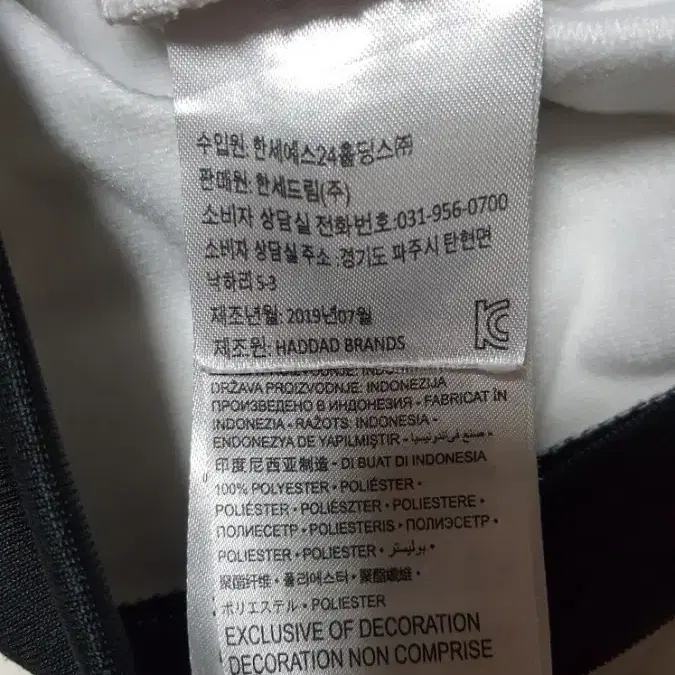 수입원: 한세예스24홀딩스㈜
판매원: 한세드림(주)
소비자 상담실 전화번호:031-956-0700
소비자 상담실주소 :경기도 파주시 탄현면
낙하리 5-3
제조년월: 2019년07월
제조원: HADDAD BRANDS
KC
DRŽAVA PROIZVODNJE: INDONEZIJA
ПРОИЗВЕДЕНО В ИНДОНЕЗИЯ • FABRICAT ÎN
INDONEZIA • RAŽOTS: INDONESIA •
ENDONEZYA DE YAPILMIŞTIR • صنع في اندونيسيا •
印度尼西亚制造 • DI BUAT DI INDONESIA
100% POLYESTER • POLIÉSTER •
POLIÉSTER • POLIÉSZTER • POLIESTERE •
ПОЛИЕСЕТР • POLIESTERIS • ПОЛИЭСЕТР •
POLIESTER • POLIESTER • بوليستر •
聚酯纤维 • 폴리에스터 • 聚酯纖維 •
ポリエステル • POLIESTER
EXCLUSIVE OF DECORATION
DECORATION NON COMPRISE